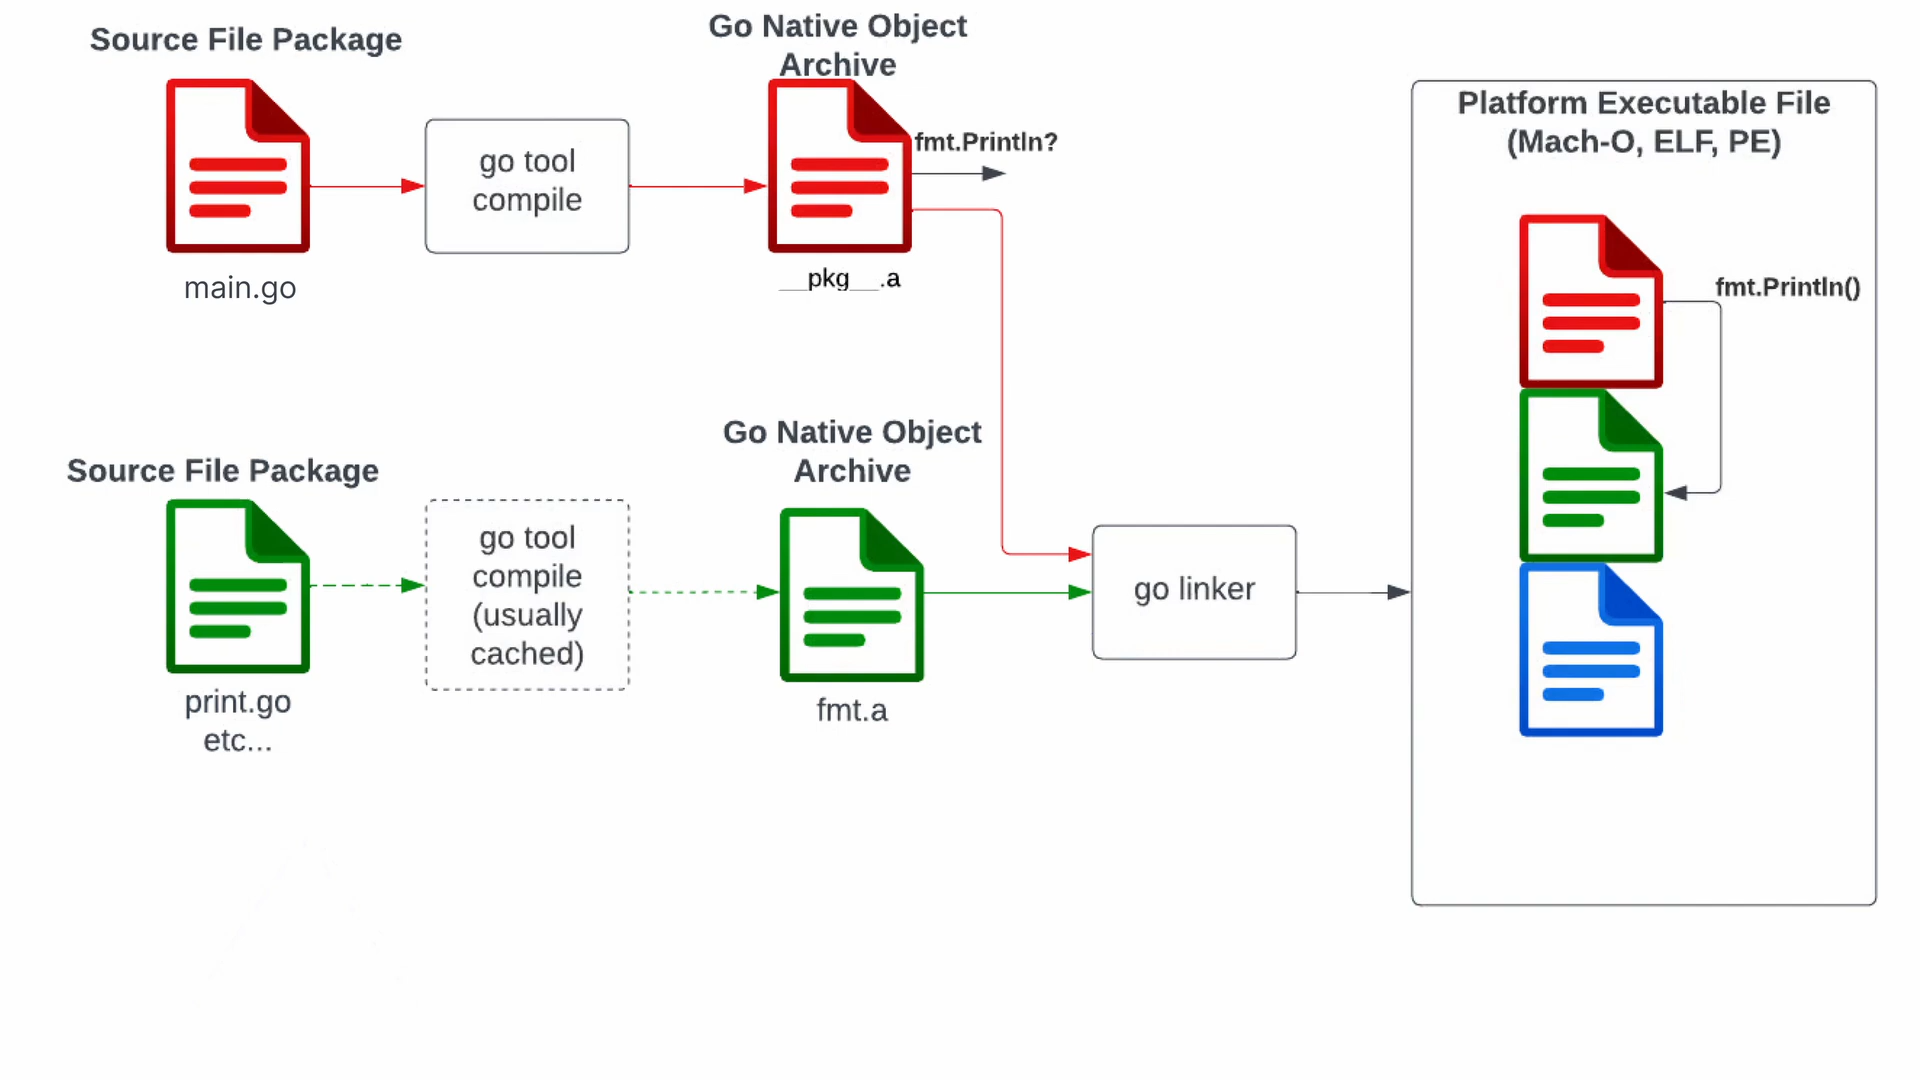 Source File Package
main.go
go tool
compile
Go Native Object
Archive
fmt.Println?
__pkg__.a
Source File Package
print.go
etc...
go tool
compile
(usually
cached)
Go Native Object
Archive
fmt.a
go linker
Platform Executable File
(Mach-O, ELF, PE)
fmt.Println()